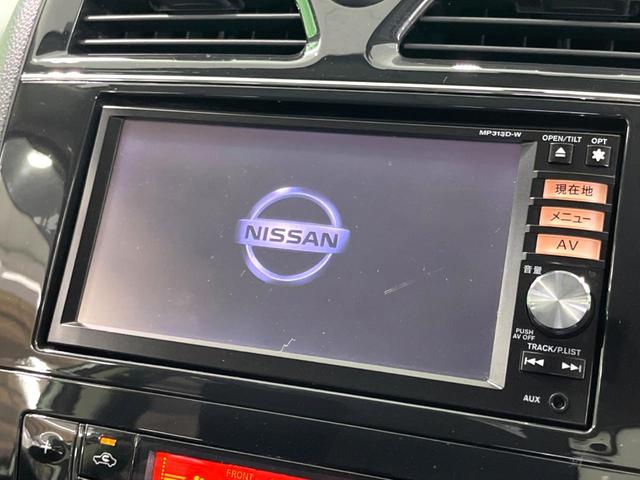 MP313D-W
OPEN/TILT
OPT
現在地
メニュー
AV
NISSAN
音量
PUSH
AV OFF
TRACK/P.LIST
AUX
FRONT